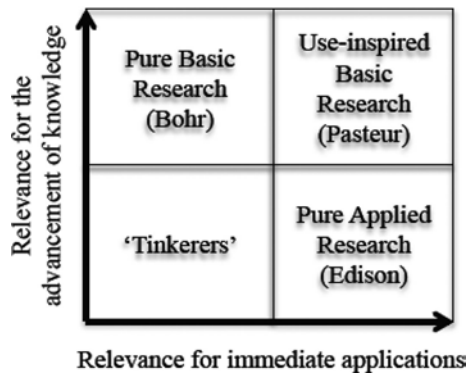 Relevance for the
advancement of knowledge
Pure Basic
Research
(Bohr)
Use-inspired
Basic
Research
(Pasteur)
‘Tinkerers’
Pure Applied
Research
(Edison)
Relevance for immediate applications